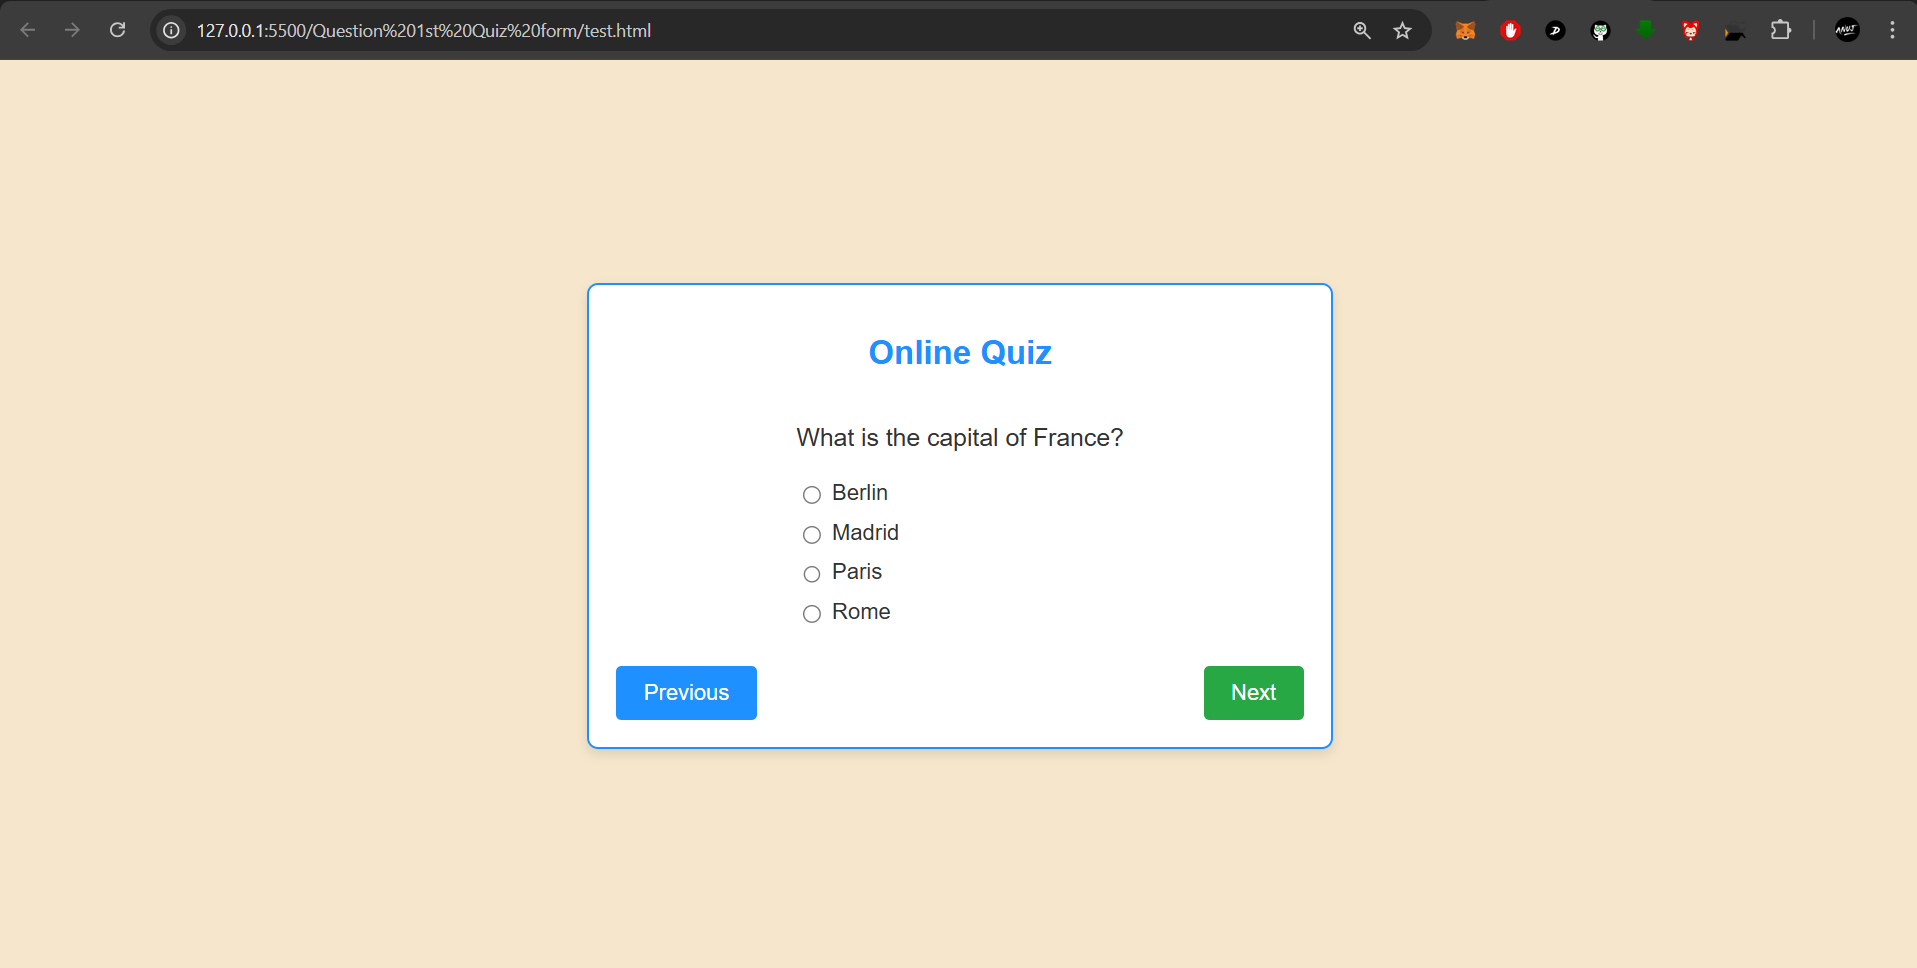 127.0.0.1:5500/Question%201st%20Quiz%20form/test.html
ANUJ
Online Quiz
What is the capital of France?
Berlin
Madrid
Paris
Rome
Previous
Next